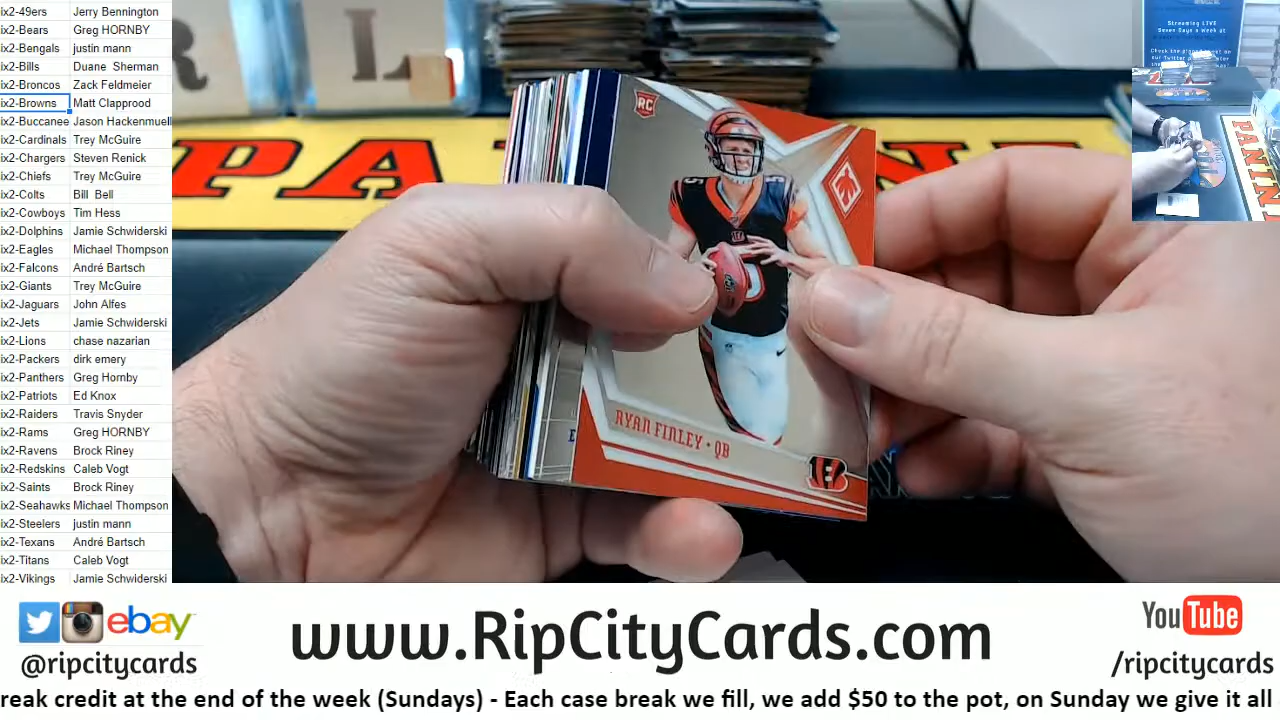 ix2-49ers Jerry Bennington
ix2-Bears Greg HORNBY
ix2-Bengals justin mann
ix2-Bills Duane Sherman
ix2-Broncos Zack Feldmeier
ix2-Browns Matt Clapprood
ix2-Buccanee Jason Hackenmuell
ix2-Cardinals Trey McGuire
ix2-Chargers Steven Renick
ix2-Chiefs Trey McGuire
ix2-Colts Bill Bell
ix2-Cowboys Tim Hess
ix2-Dolphins Jamie Schwiderski
ix2-Eagles Michael Thompson
ix2-Falcons André Bartsch
ix2-Giants Trey McGuire
ix2-Jaguars John Alfes
ix2-Jets Jamie Schwiderski
ix2-Lions chase nazarian
ix2-Packers dirk emery
ix2-Panthers Greg Hornby
ix2-Patriots Ed Knox
ix2-Raiders Travis Snyder
ix2-Rams Greg HORNBY
ix2-Ravens Brock Riney
ix2-Redskins Caleb Vogt
ix2-Saints Brock Riney
ix2-Seahawks Michael Thompson
ix2-Steelers justin mann
ix2-Texans André Bartsch
ix2-Titans Caleb Vogt
ix2-Vikings Jamie Schwiderski
R L
PA NI
RC
5
RYAN FINLEY • QB
B
Streaming LIVE
Seven Days a Week at
PANINI
ebay
@ripcitycards
www.RipCityCards.com
YouTube
/ripcitycards
reak credit at the end of the week (Sundays) - Each case break we fill, we add $50 to the pot, on Sunday we give it all